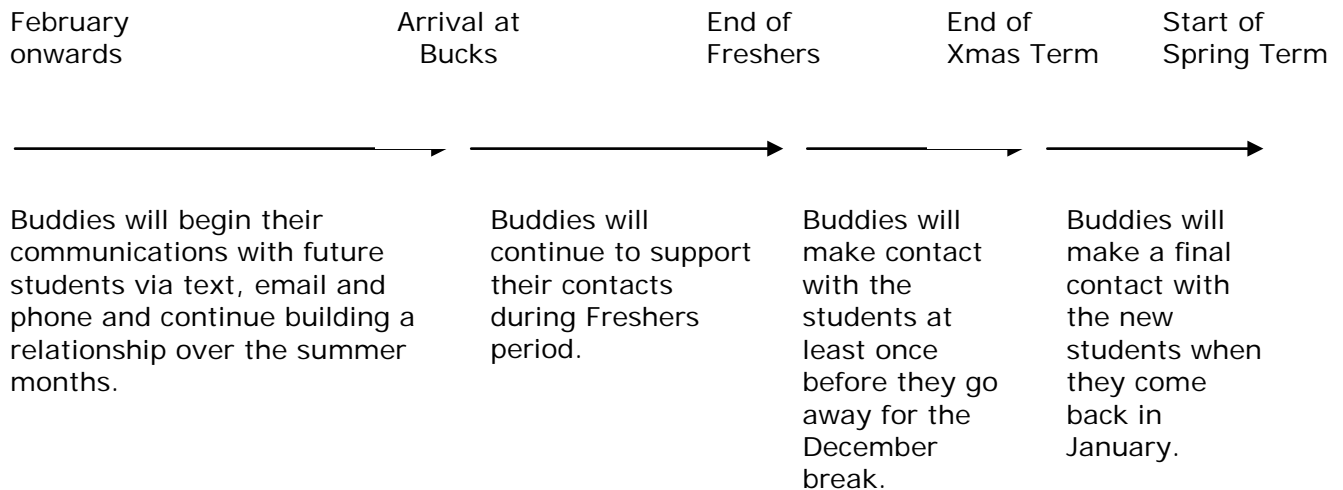 February
onwards
Arrival at
Bucks
End of
Freshers
End of
Xmas Term
Start of
Spring Term
Buddies will begin their
communications with future
students via text, email and
phone and continue building a
relationship over the summer
months.
Buddies will
continue to support
their contacts
during Freshers
period.
Buddies will
make contact
with the
students at
least once
before they go
away for the
December
break.
Buddies will
make a final
contact with
the new
students when
they come
back in
January.